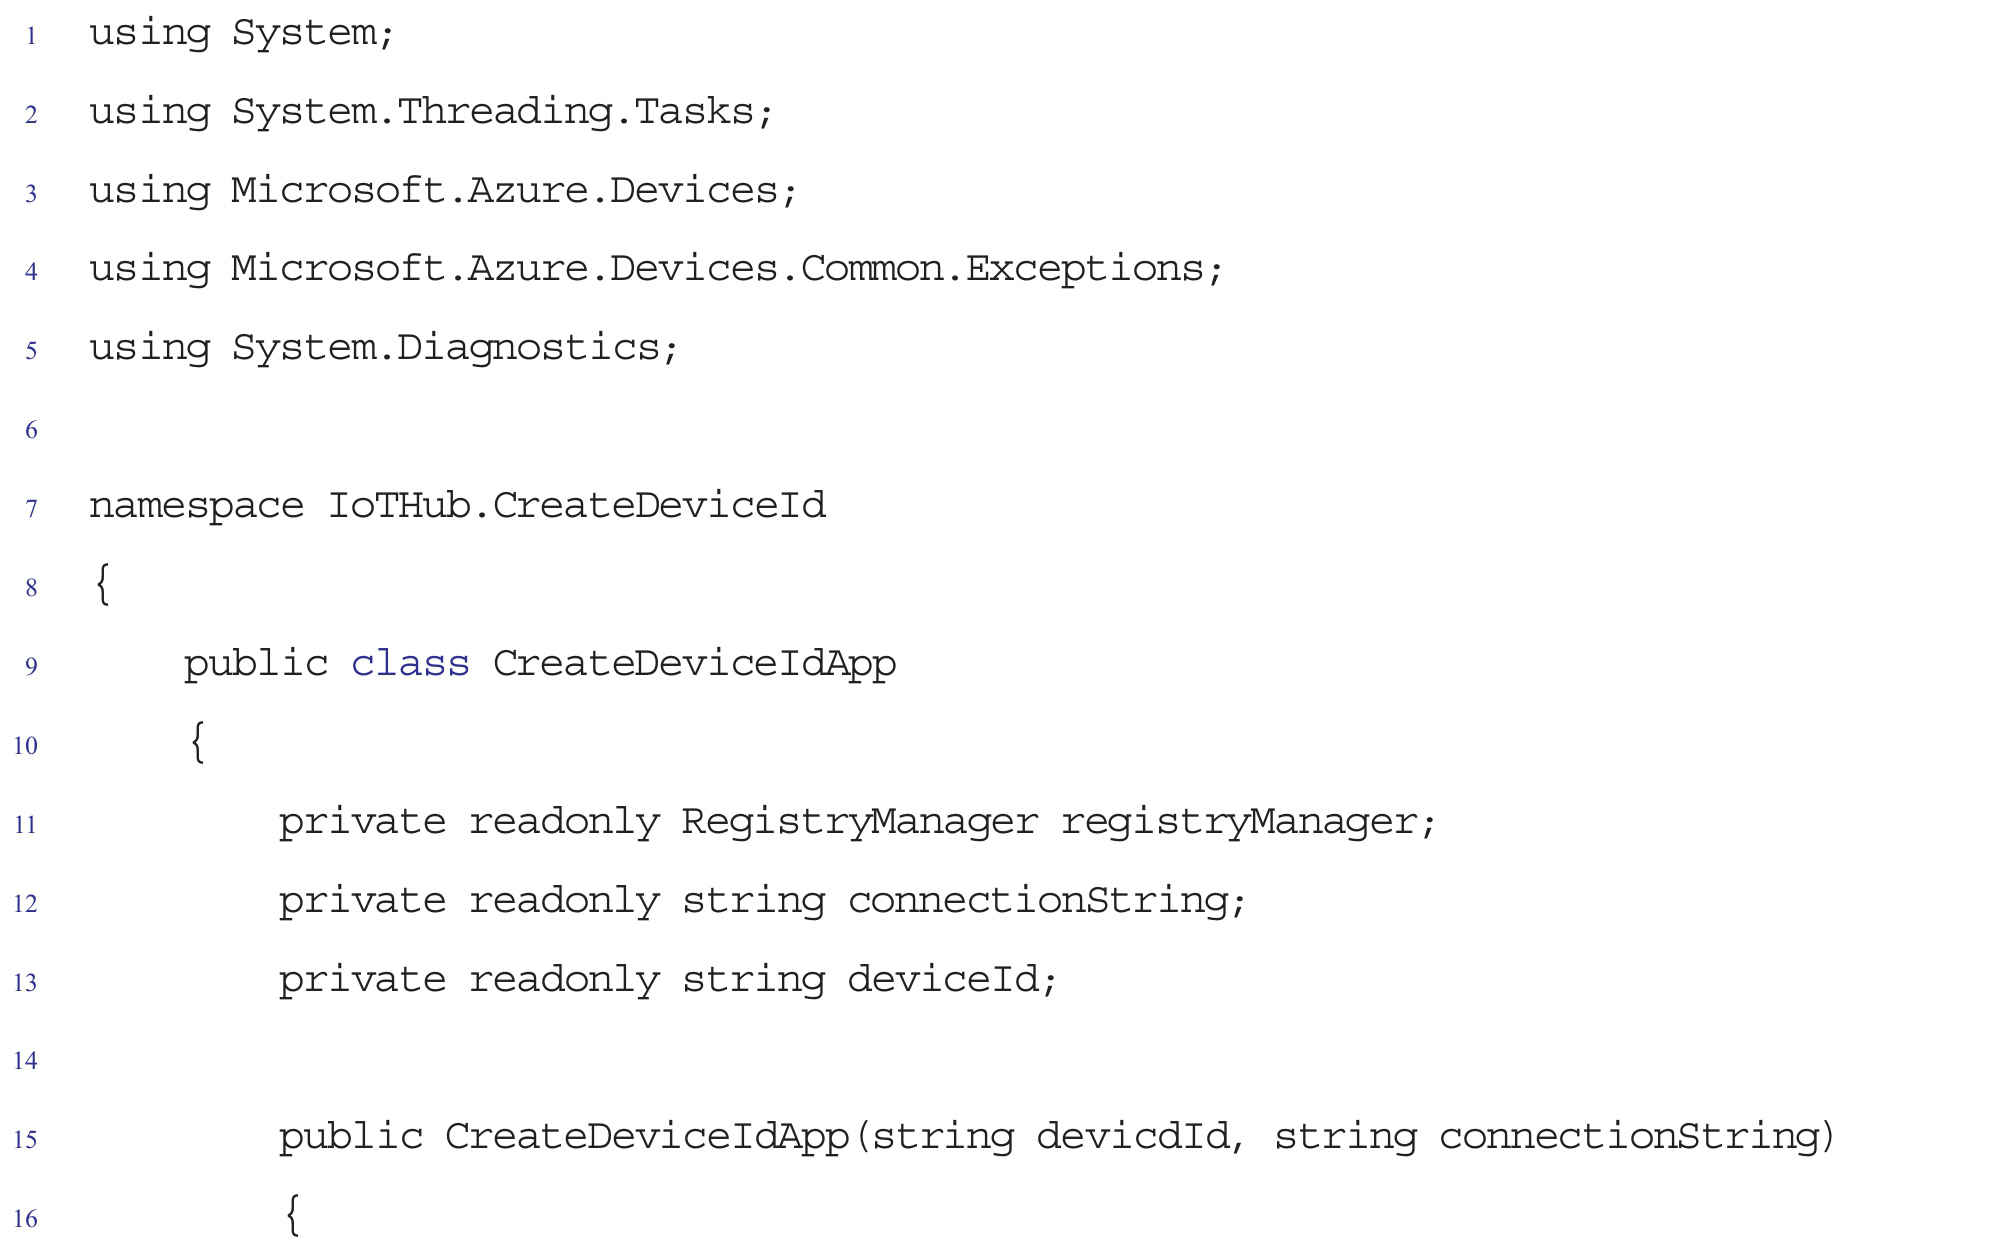 1 using System;
2 using System.Threading.Tasks;
3 using Microsoft.Azure.Devices;
4 using Microsoft.Azure.Devices.Common.Exceptions;
5 using System.Diagnostics;
6
7 namespace IoTHub.CreateDeviceId
8 {
9 public class CreateDeviceIdApp
10 {
11 private readonly RegistryManager registryManager;
12 private readonly string connectionString;
13 private readonly string deviceId;
14
15 public CreateDeviceIdApp(string devicdId, string connectionString)
16 {